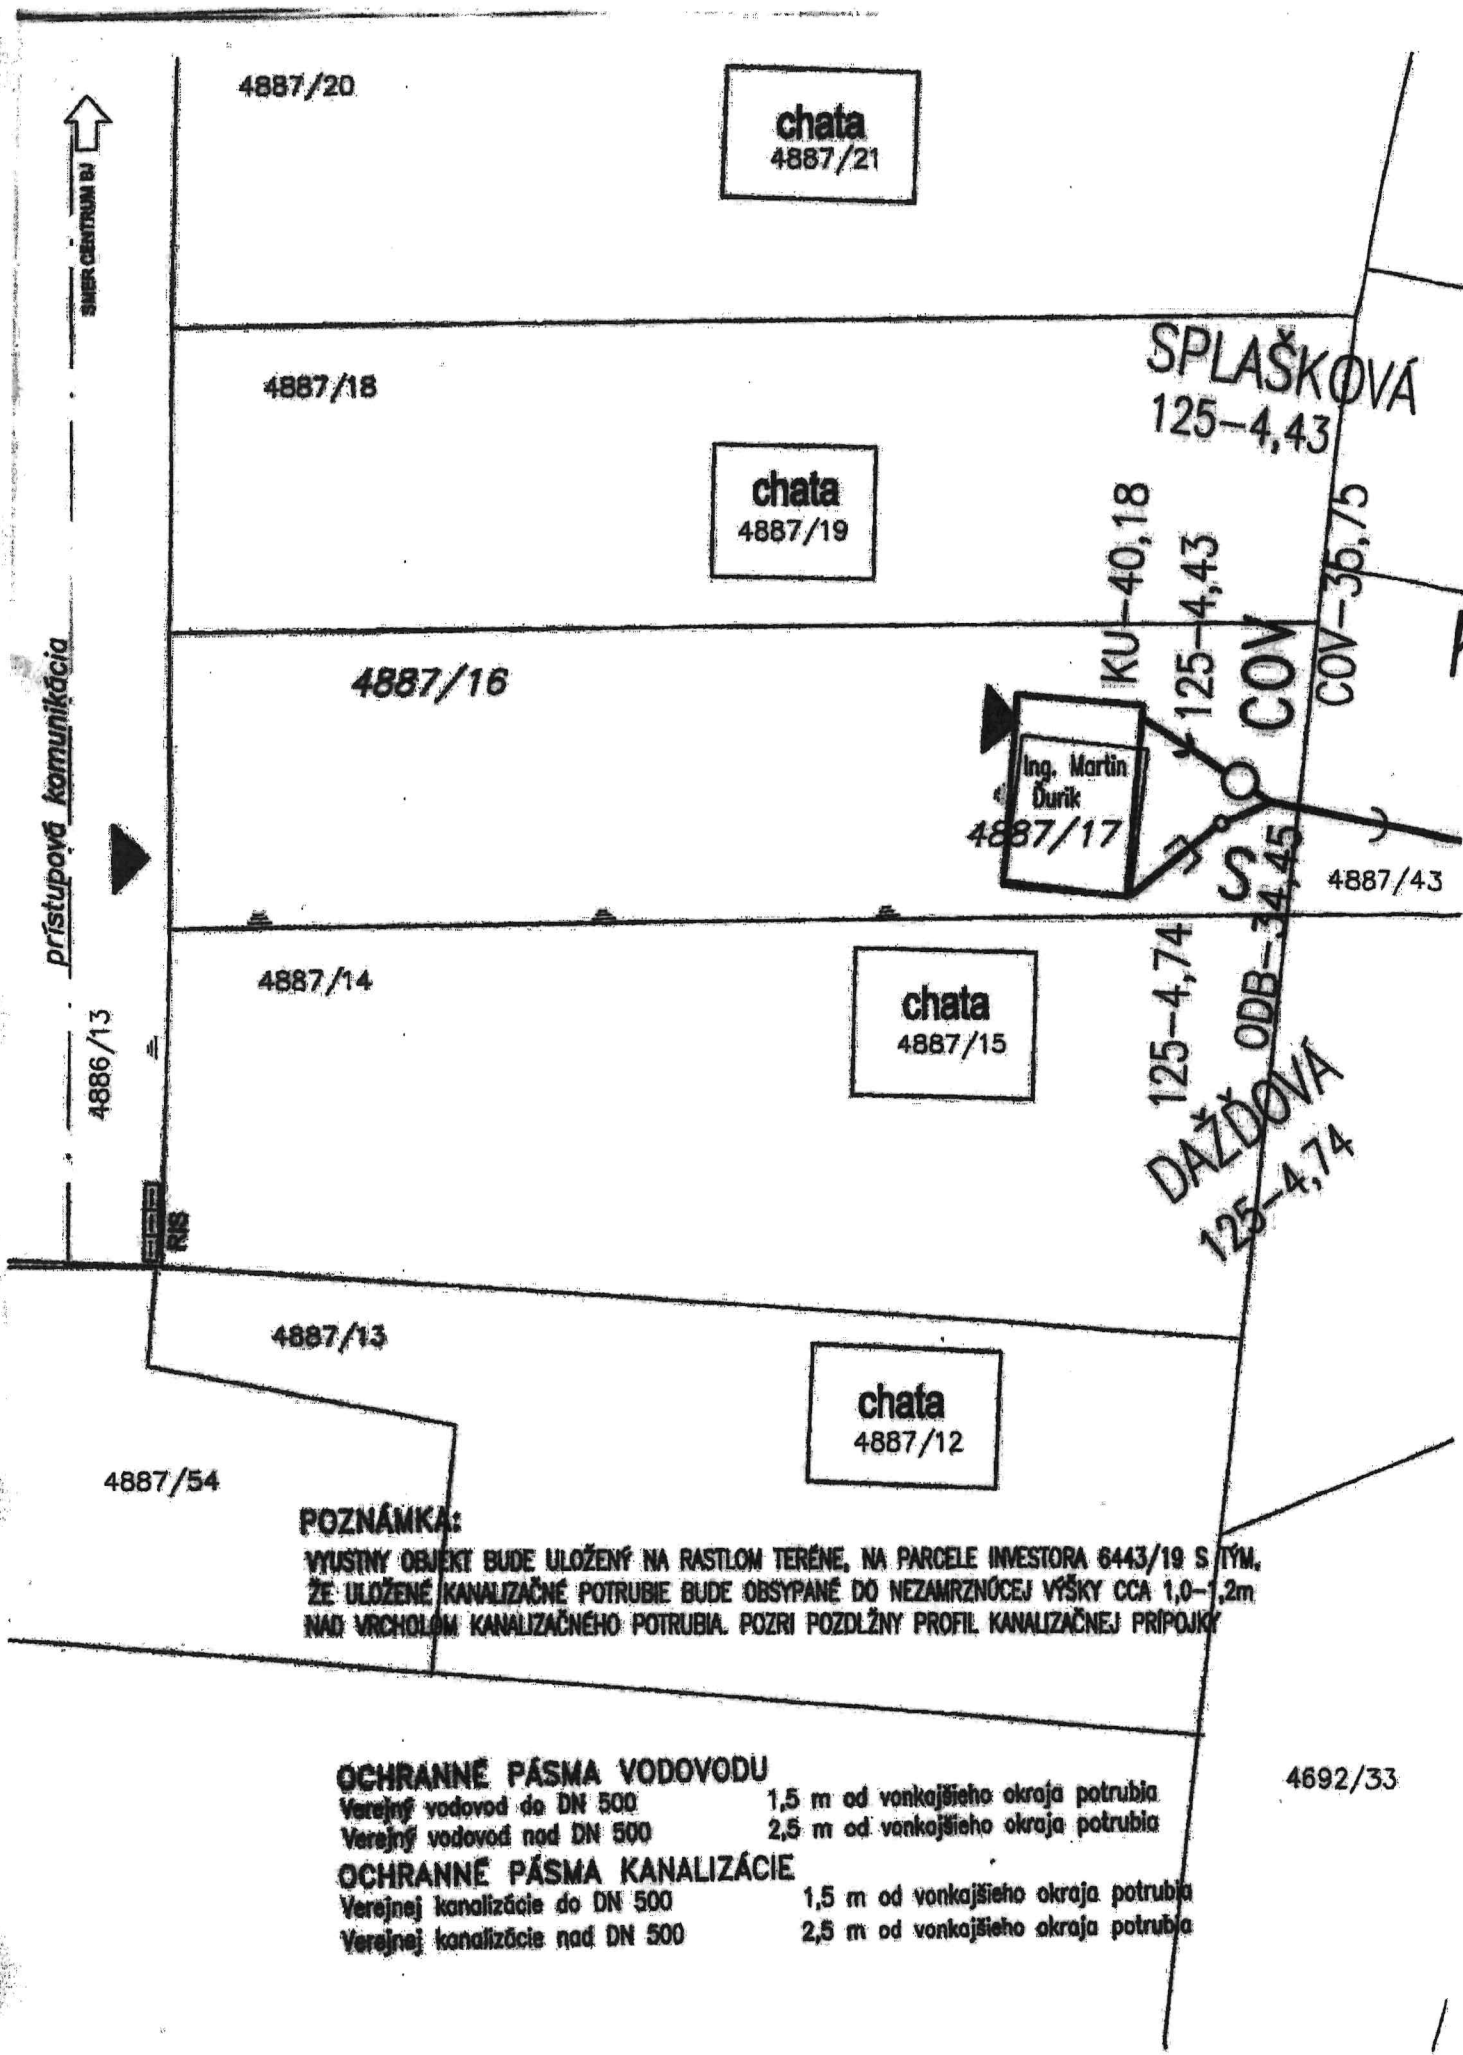 4887/20
chata
4887/21
SMER CENTRUM BJ
SPLAŠKOVÁ
125-4,43
4887/18
chata
4887/19
KU-40,18
125-4,43
COV
COV-35,75
prístupová komunikácia
4887/16
Ing. Martin
Ďurik
4887/17
S
4887/43
ODB-34,45
125-4,74
4887/14
chata
4887/15
4886/13
DAŽĎOVÁ
125-4,74
RIS
4887/13
chata
4887/12
4887/54
POZNÁMKA:
VYUSTNY OBJEKT BUDE ULOŽENÝ NA RASTLOM TERÉNE, NA PARCELE INVESTORA 6443/19 S TÝM,
ŽE ULOŽENÉ KANALIZAČNÉ POTRUBIE BUDE OBSYPANÉ DO NEZAMRZNÚCEJ VÝŠKY CCA 1,0-1,2m
NAD VRCHOLOM KANALIZAČNÉHO POTRUBIA. POZRI POZDLŽNY PROFIL KANALIZAČNEJ PRÍPOJKY
OCHRANNÉ PÁSMA VODOVODU
Verejný vodovod do DN 500 1,5 m od vonkajšieho okraja potrubia
Verejný vodovod nad DN 500 2,5 m od vonkajšieho okraja potrubia
4692/33
OCHRANNÉ PÁSMA KANALIZÁCIE
Verejnej kanalizácie do DN 500 1,5 m od vonkajšieho okraja potrubia
Verejnej kanalizácie nad DN 500 2,5 m od vonkajšieho okraja potrubia